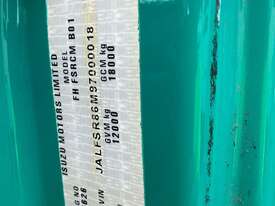 ISUZU MOTORS LIMITED
MODEL
FH FSRCM B01
VIN JALFSR86M97000018
GVM kg GCM kg
12000 18000